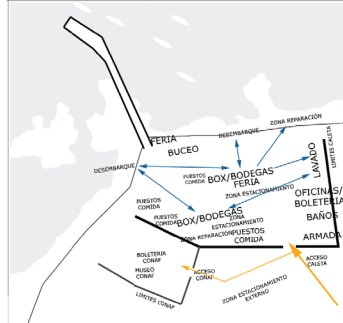 ZONA REPARACIÓN
DESEMBARQUE
FERIA
BUCEO
LAVADO
LIMITES CALETA
DESEMBARQUE
PUESTOS
COMIDA
BOX/BODEGAS
FERIA
ZONA ESTACIONAMIENTO
OFICINAS/
BOLETERIA
PUESTOS
COMIDA
PUESTOS
COMIDA
BOX/BODEGAS
ZONA
ESTACIONAMIENTO
BAÑOS
ZONA REPARACIÓN
PUESTOS
COMIDA
ARMADA
BOLETERIA
CONAF
MUSEO
CONAF
ACCESO
CONAF
ACCESO
CALETA
LIMITES CONAF
ZONA ESTACIONAMIENTO
EXTERNO